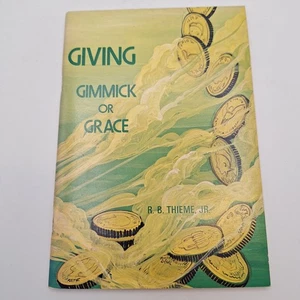 GIVING
GIMMICK
OR
GRACE
R. B. THIEME, JR.